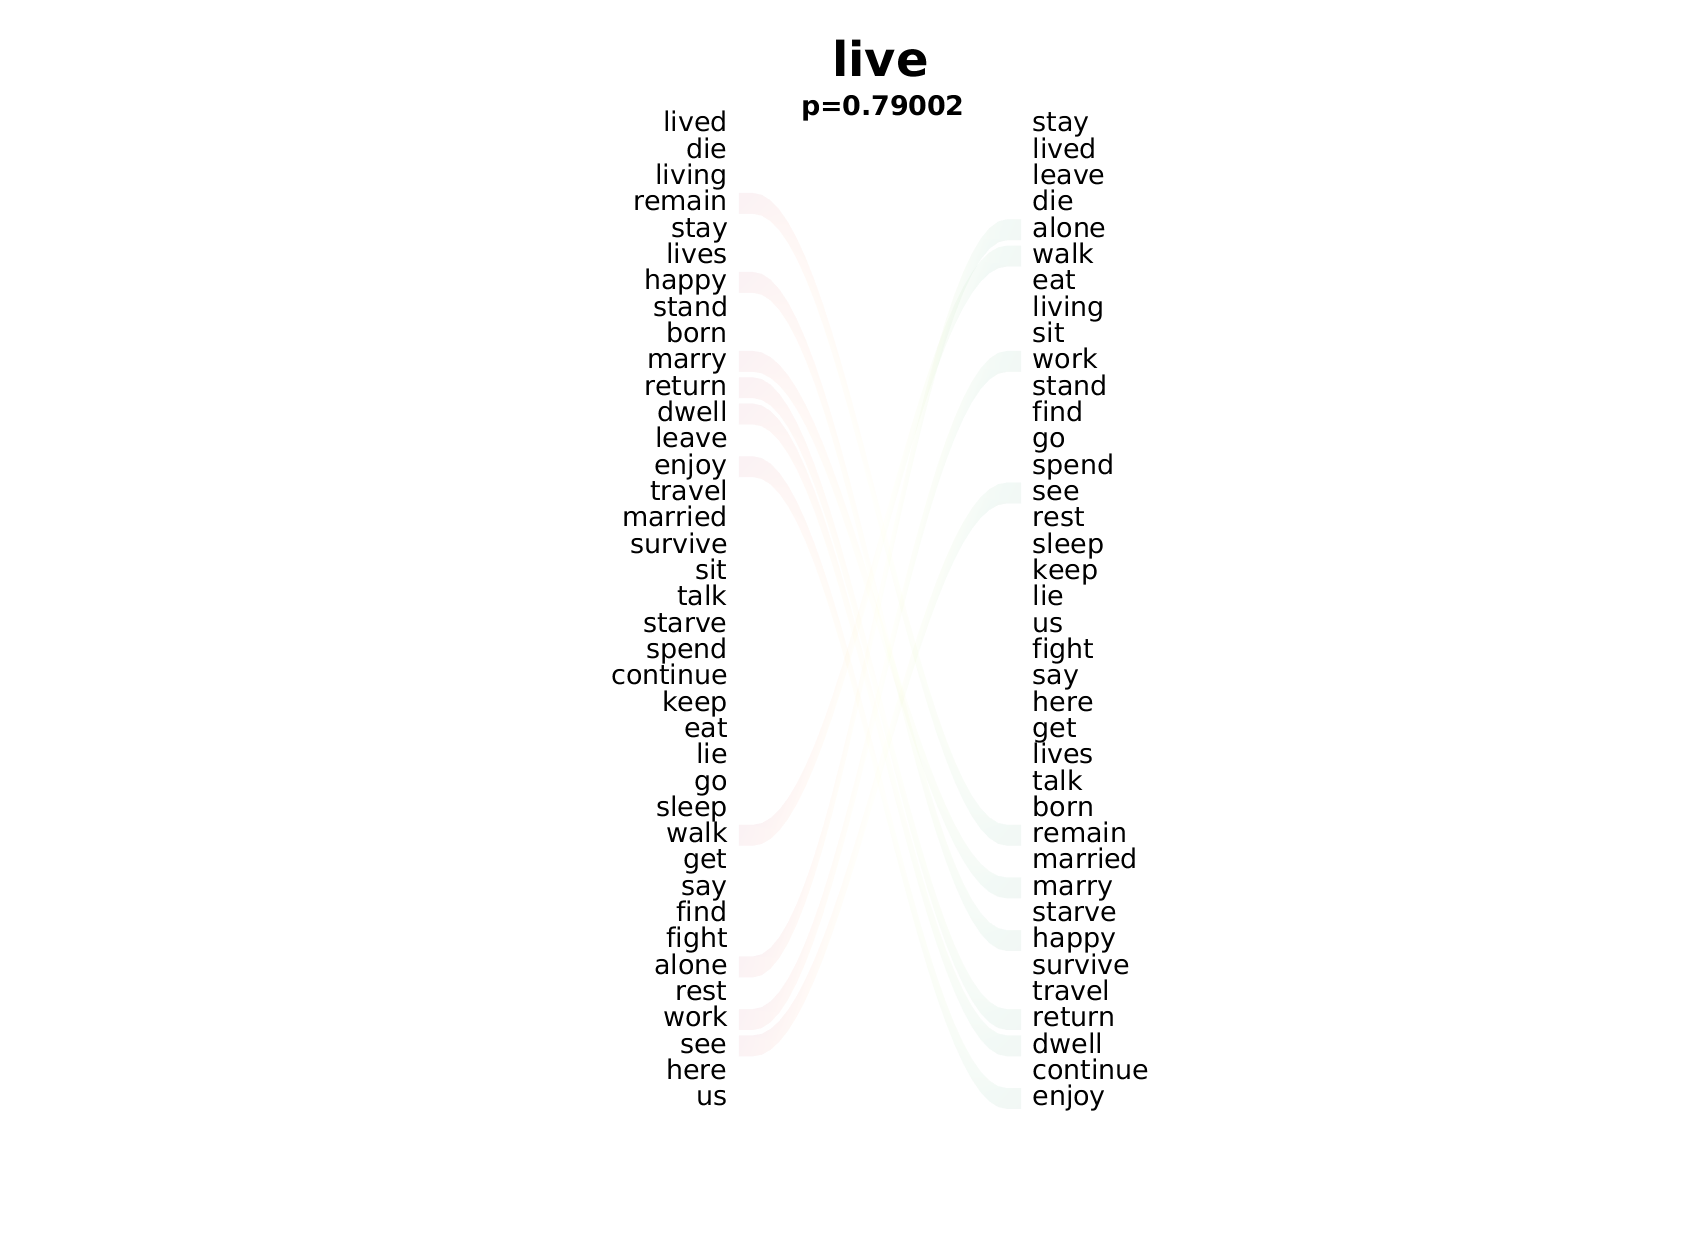 live
p=0.79002
lived
die
living
remain
stay
lives
happy
stand
born
marry
return
dwell
leave
enjoy
travel
married
survive
sit
talk
starve
spend
continue
keep
eat
lie
go
sleep
walk
get
say
find
fight
alone
rest
work
see
here
us
stay
lived
leave
die
alone
walk
eat
living
sit
work
stand
find
go
spend
see
rest
sleep
keep
lie
us
fight
say
here
get
lives
talk
born
remain
married
marry
starve
happy
survive
travel
return
dwell
continue
enjoy